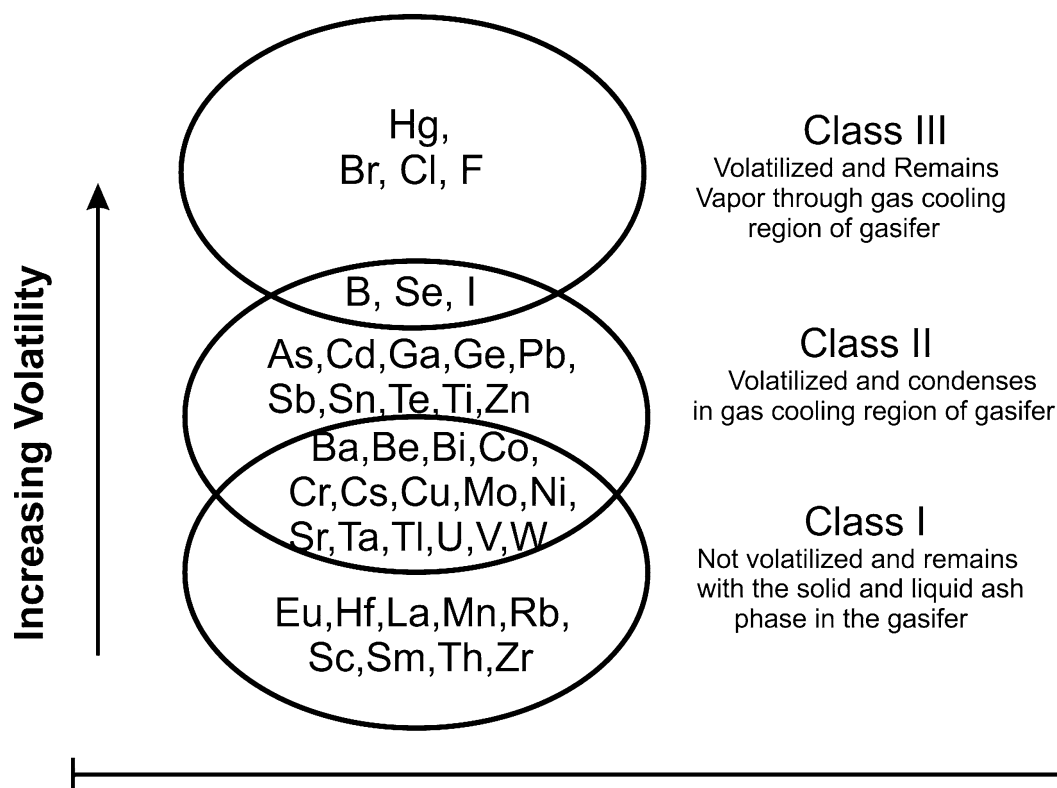 Increasing Volatility
Hg,
Br, Cl, F
B, Se, I
As,Cd,Ga,Ge,Pb,
Sb,Sn,Te,Ti,Zn
Ba,Be,Bi,Co,
Cr,Cs,Cu,Mo,Ni,
Sr,Ta,Tl,U,V,W
Eu,Hf,La,Mn,Rb,
Sc,Sm,Th,Zr
Class III
Volatilized and Remains
Vapor through gas cooling
region of gasifer
Class II
Volatilized and condenses
in gas cooling region of gasifer
Class I
Not volatilized and remains
with the solid and liquid ash
phase in the gasifer